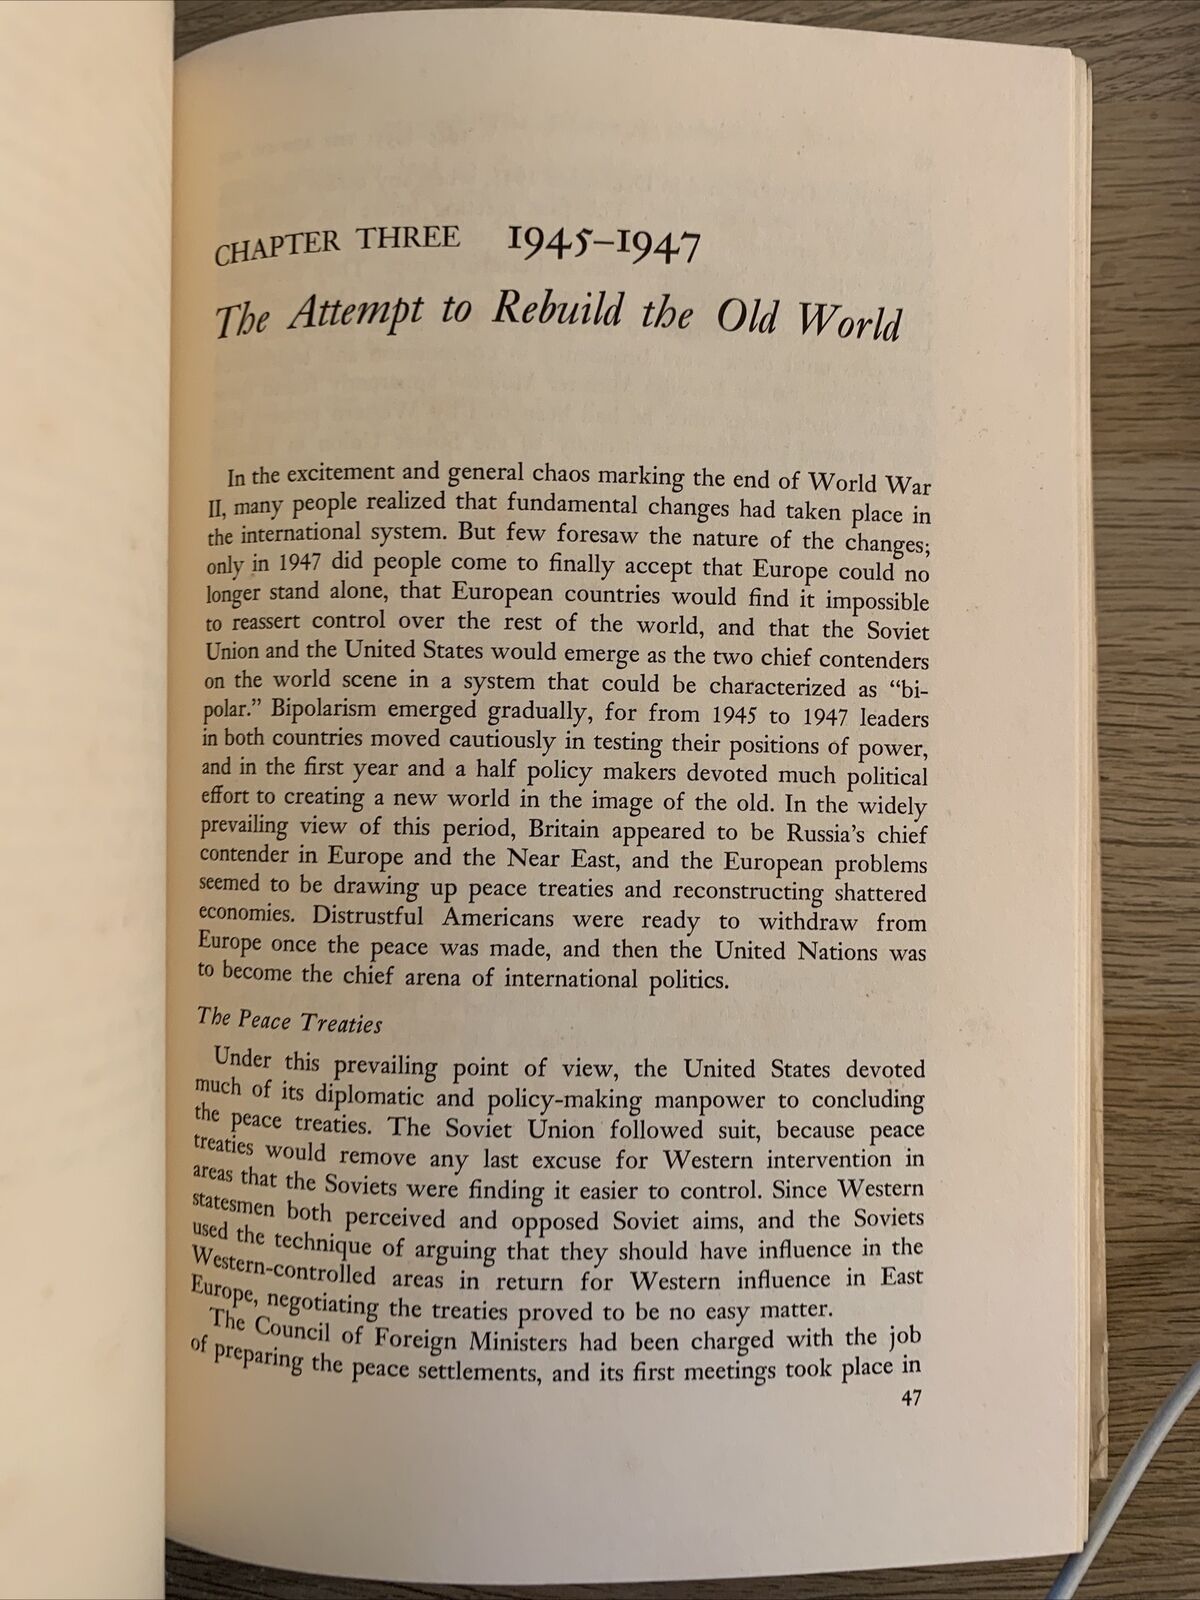 CHAPTER THREE 1945–1947
The Attempt to Rebuild the Old World
In the excitement and general chaos marking the end of World War
II, many people realized that fundamental changes had taken place in
the international system. But few foresaw the nature of the changes;
only in 1947 did people come to finally accept that Europe could no
longer stand alone, that European countries would find it impossible
to reassert control over the rest of the world, and that the Soviet
Union and the United States would emerge as the two chief contenders
on the world scene in a system that could be characterized as “bi-
polar.” Bipolarism emerged gradually, for from 1945 to 1947 leaders
in both countries moved cautiously in testing their positions of power,
and in the first year and a half policy makers devoted much political
effort to creating a new world in the image of the old. In the widely
prevailing view of this period, Britain appeared to be Russia’s chief
contender in Europe and the Near East, and the European problems
seemed to be drawing up peace treaties and reconstructing shattered
economies. Distrustful Americans were ready to withdraw from
Europe once the peace was made, and then the United Nations was
to become the chief arena of international politics.
The Peace Treaties
Under this prevailing point of view, the United States devoted
much of its diplomatic and policy-making manpower to concluding
the peace treaties. The Soviet Union followed suit, because peace
treaties would remove any last excuse for Western intervention in
areas that the Soviets were finding it easier to control. Since Western
statesmen both perceived and opposed Soviet aims, and the Soviets
used the technique of arguing that they should have influence in the
Western-controlled areas in return for Western influence in East
Europe, negotiating the treaties proved to be no easy matter.
The Council of Foreign Ministers had been charged with the job
of preparing the peace settlements, and its first meetings took place in
47